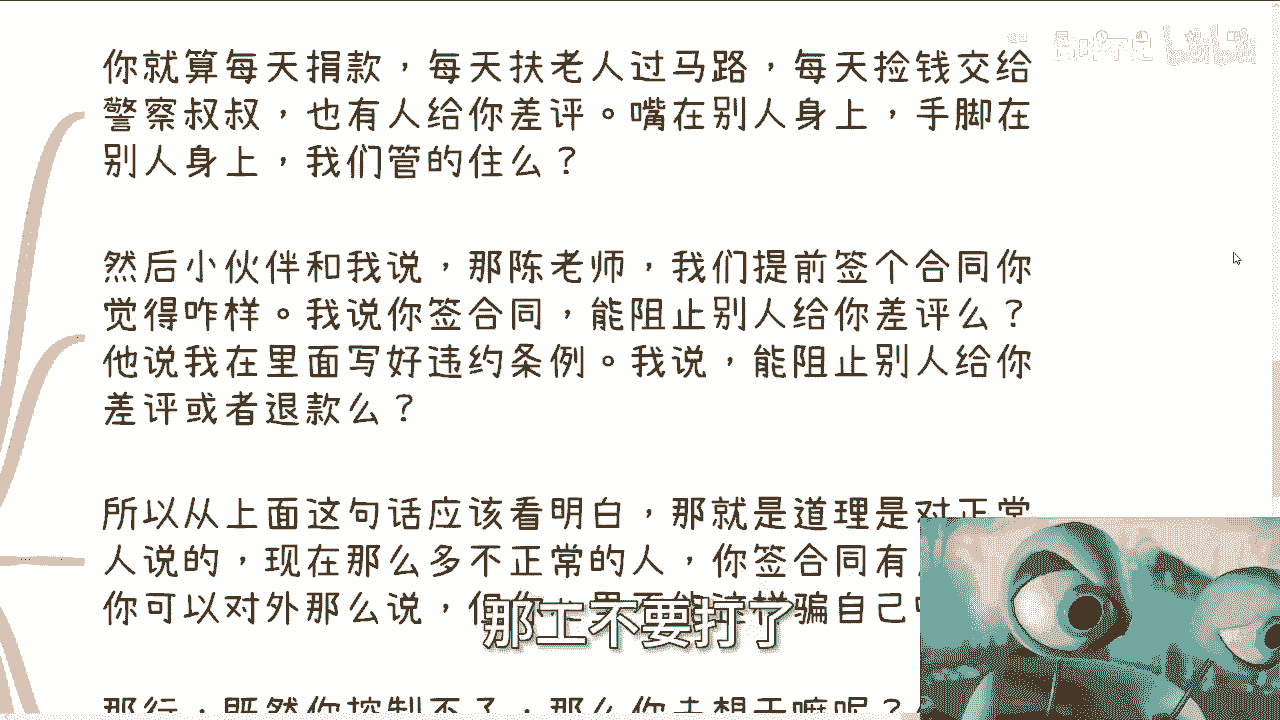 你就算每天捐款，每天扶老人过马路，每天捡钱交给
警察叔叔，也有人给你差评。嘴在别人身上，手脚在
别人身上，我们管的住么？
然后小伙伴和我说，那陈老师，我们提前签个合同你
觉得咋样。我说你签合同，能阻止别人给你差评么？
他说我在里面写好违约条例。我说，能阻止别人给你
差评或者退款么？
所以从上面这句话应该看明白，那就是道理是对正常
人说的，现在那么多不正常的人，你签合同有
你可以对外那么说，但 骗自己
那工不要打了
那行，既然你控制不了，那么你去想干嘛呢？